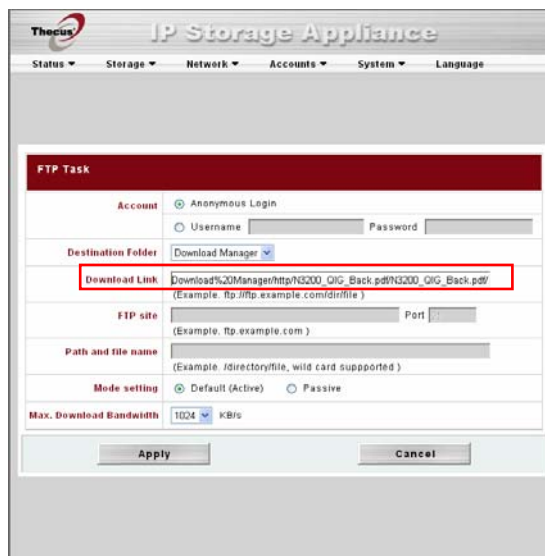 Thecus
IP Storage Appliance
Status Storage Network Accounts System Language
FTP Task
Account Anonymous Login
Username Password
Destination Folder Download Manager
Download Link Download%20Manager/http/N3200_QIG_Back.pdf/N3200_QIG_Back.pdf/
(Example. ftp://ftp.example.com/dir/file )
FTP site Port
(Example. ftp.example.com )
Path and file name
(Example. /directory/file, wild card suppported )
Mode setting Default (Active) Passive
Max. Download Bandwidth 1024 KB/s
Apply Cancel